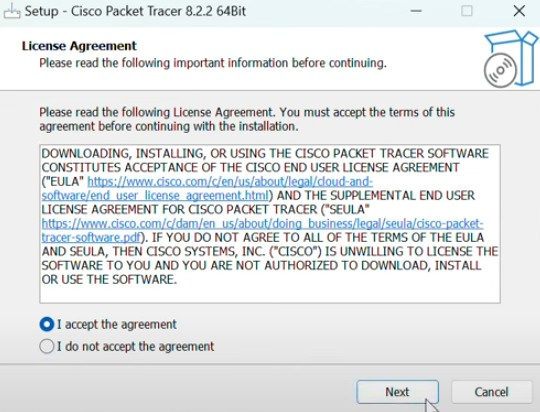 Setup - Cisco Packet Tracer 8.2.2 64Bit
License Agreement
Please read the following important information before continuing.
Please read the following License Agreement. You must accept the terms of this
agreement before continuing with the installation.
DOWNLOADING, INSTALLING, OR USING THE CISCO PACKET TRACER SOFTWARE
CONSTITUTES ACCEPTANCE OF THE CISCO END USER LICENSE AGREEMENT
("EULA" https://www.cisco.com/c/en/us/about/legal/cloud-and-
software/end_user_license_agreement.html) AND THE SUPPLEMENTAL END USER
LICENSE AGREEMENT FOR CISCO PACKET TRACER ("SEULA"
https://www.cisco.com/c/dam/en_us/about/doing_business/legal/seula/cisco-packet-
tracer-software.pdf). IF YOU DO NOT AGREE TO ALL OF THE TERMS OF THE EULA
AND SEULA, THEN CISCO SYSTEMS, INC. ("CISCO") IS UNWILLING TO LICENSE THE
SOFTWARE TO YOU AND YOU ARE NOT AUTHORIZED TO DOWNLOAD, INSTALL
OR USE THE SOFTWARE.
I accept the agreement
I do not accept the agreement
Next Cancel